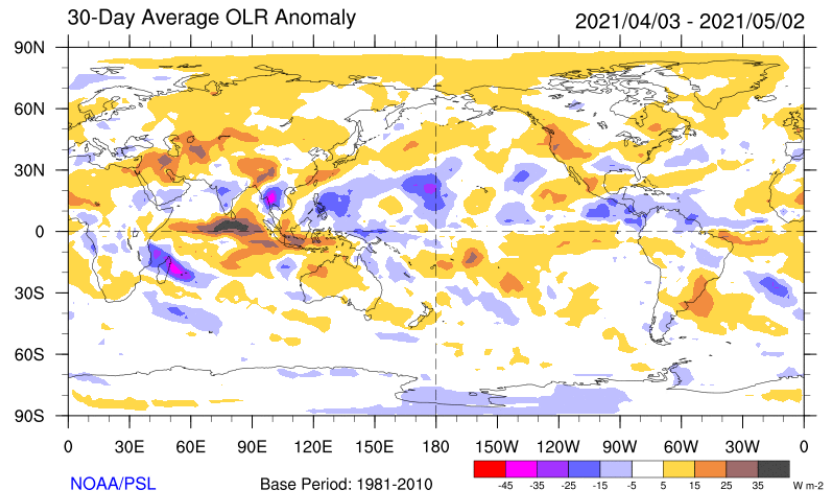 30-Day Average OLR Anomaly 2021/04/03 - 2021/05/02
90N
60N
30N
0
30S
60S
90S
0 30E 60E 90E 120E 150E 180 150W 120W 90W 60W 30W 0
NOAA/PSL Base Period: 1981-2010
-45 -35 -25 -15 -5 5 15 25 35 W m-2